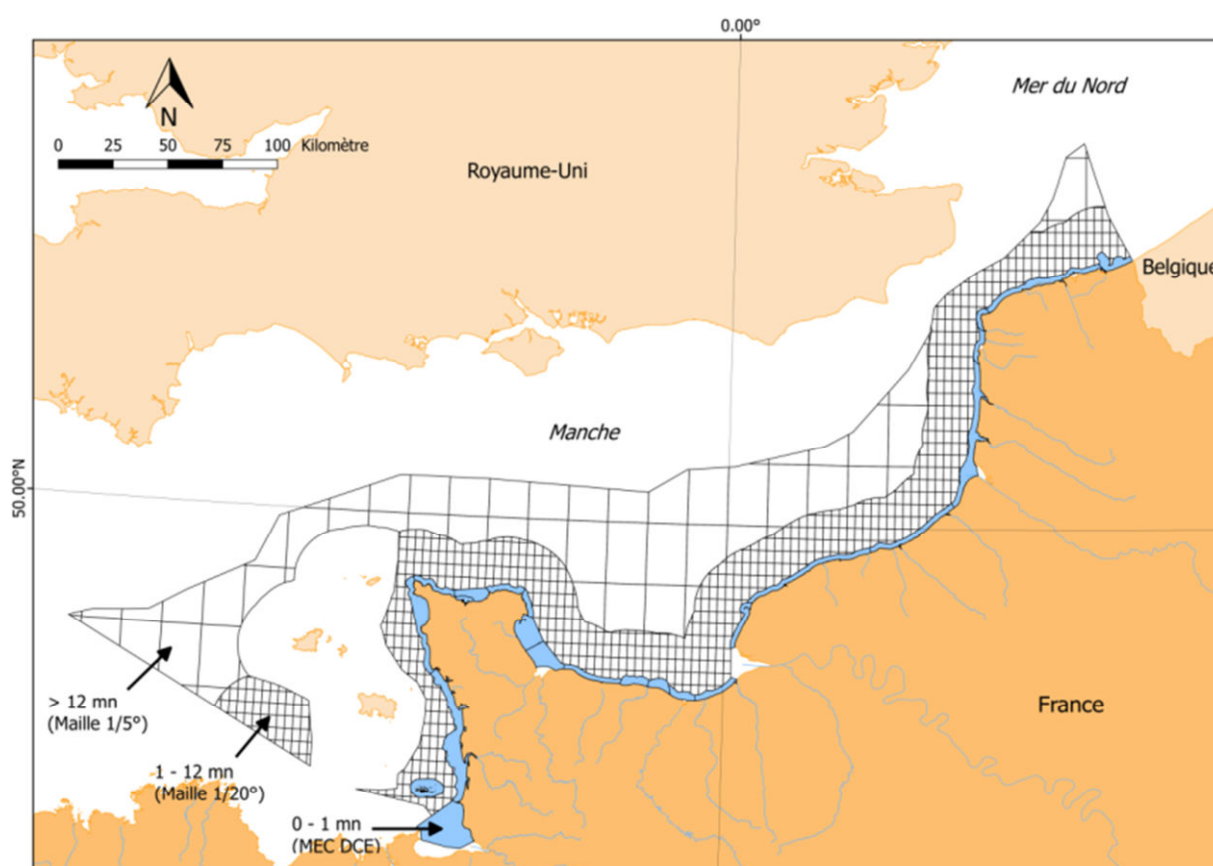 0.00°
Mer du Nord
N
0 25 50 75 100 Kilomètre
Royaume-Uni
Belgique
Manche
50.00°N
> 12 mn
(Maille 1/5°)
France
1 - 12 mn
(Maille 1/20°)
0 - 1 mn
(MEC DCE)